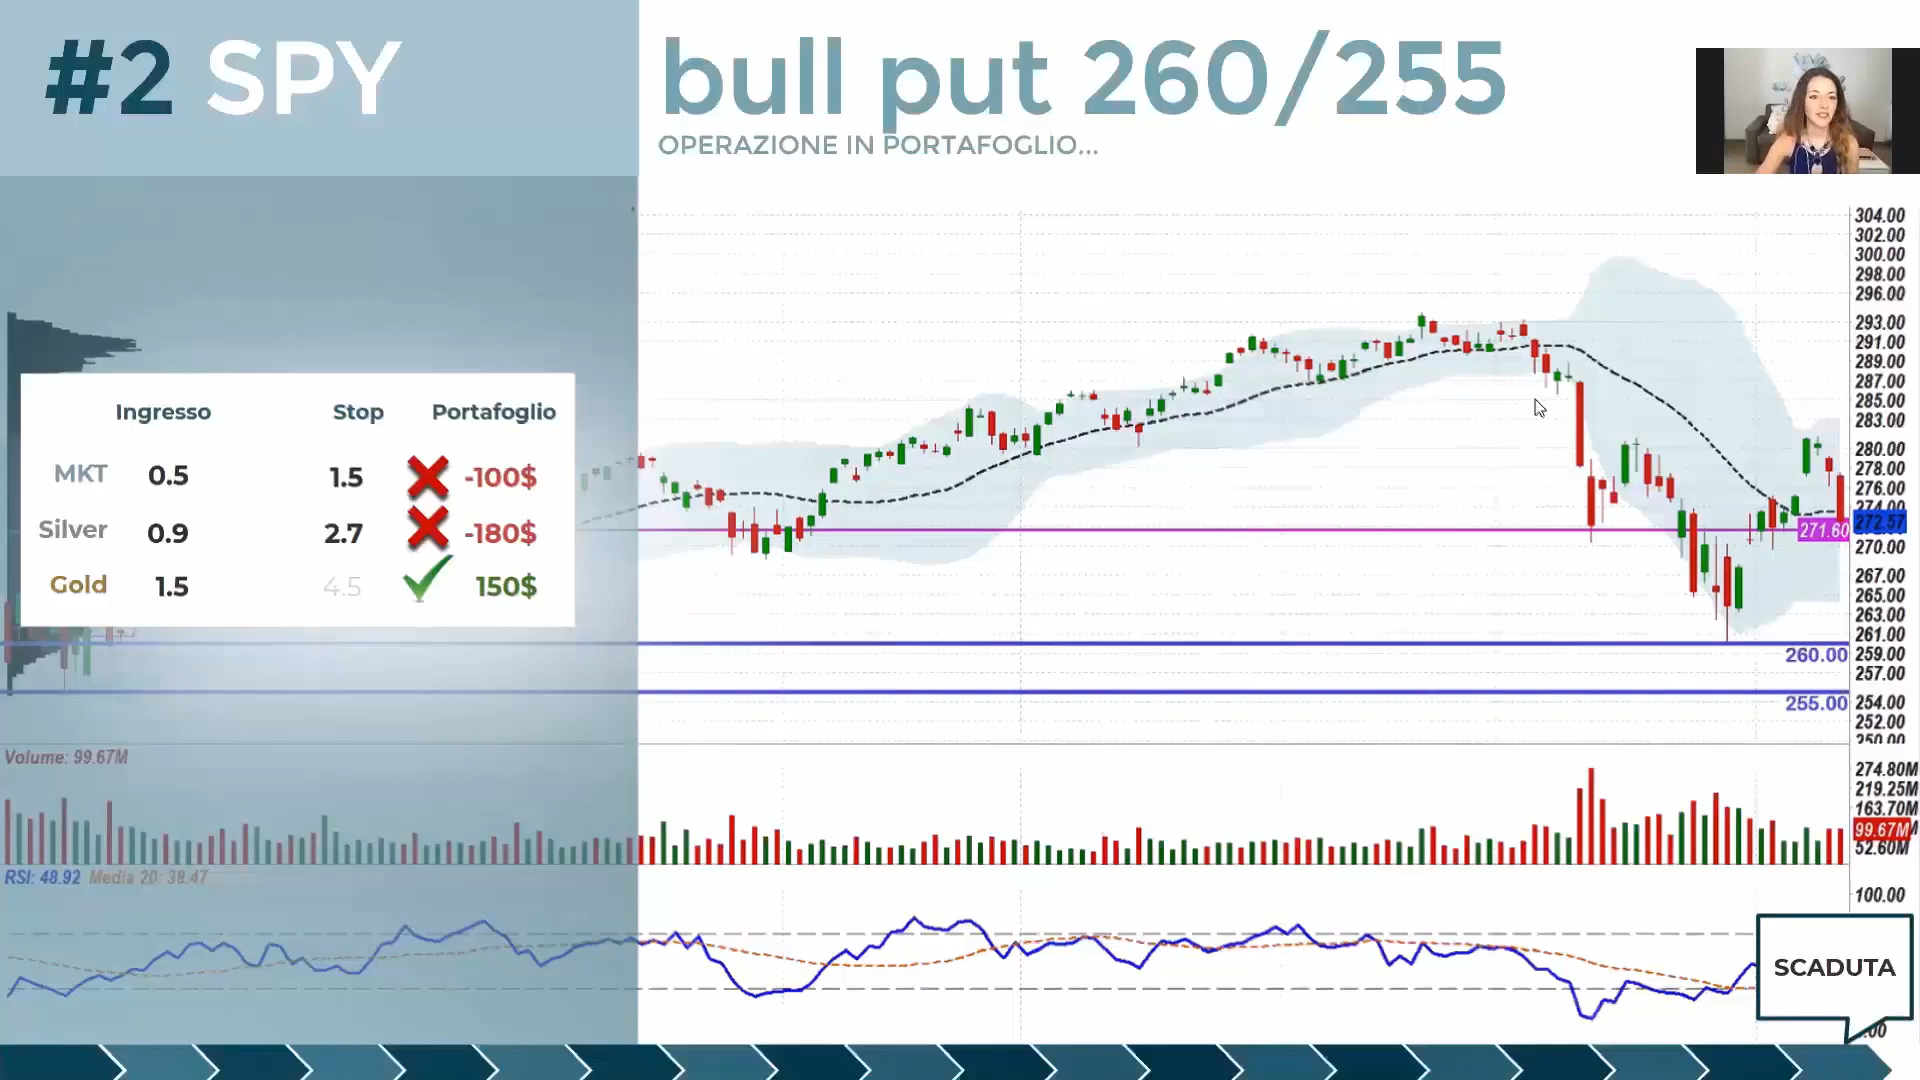 #2 SPY
bull put 260/255
OPERAZIONE IN PORTAFOGLIO...
Ingresso Stop Portafoglio
MKT 0.5 1.5 -100$
Silver 0.9 2.7 -180$
Gold 1.5 4.5 150$
304.00
302.00
300.00
298.00
296.00
293.00
291.00
289.00
287.00
285.00
283.00
280.00
278.00
276.00
274.00
272.57
271.60
270.00
267.00
265.00
263.00
261.00
260.00
259.00
257.00
255.00
254.00
252.00
250.00
Volume: 99.67M
274.80M
219.25M
163.70M
99.67M
52.60M
RSI: 48.92 Media 20: 38.47
100.00
SCADUTA